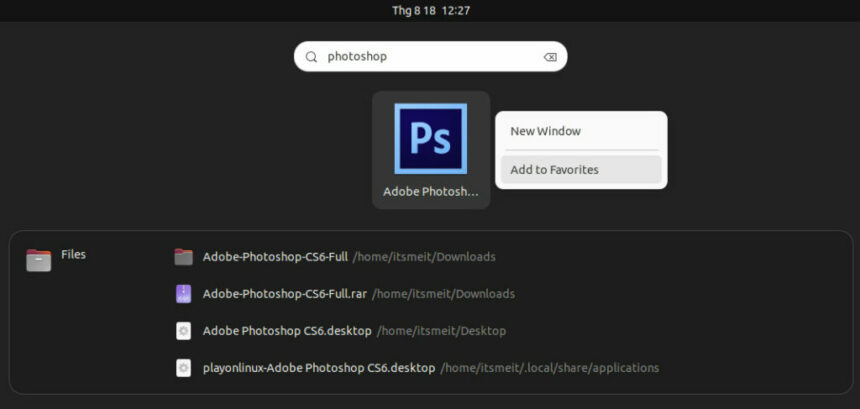 Thg 8 18 12:27
photoshop
Ps
New Window
Adobe Photosh...
Add to Favorites
Files
Adobe-Photoshop-CS6-Full /home/itsmeit/Downloads
Adobe-Photoshop-CS6-Full.rar /home/itsmeit/Downloads
Adobe Photoshop CS6.desktop /home/itsmeit/Desktop
playonlinux-Adobe Photoshop CS6.desktop /home/itsmeit/.local/share/applications